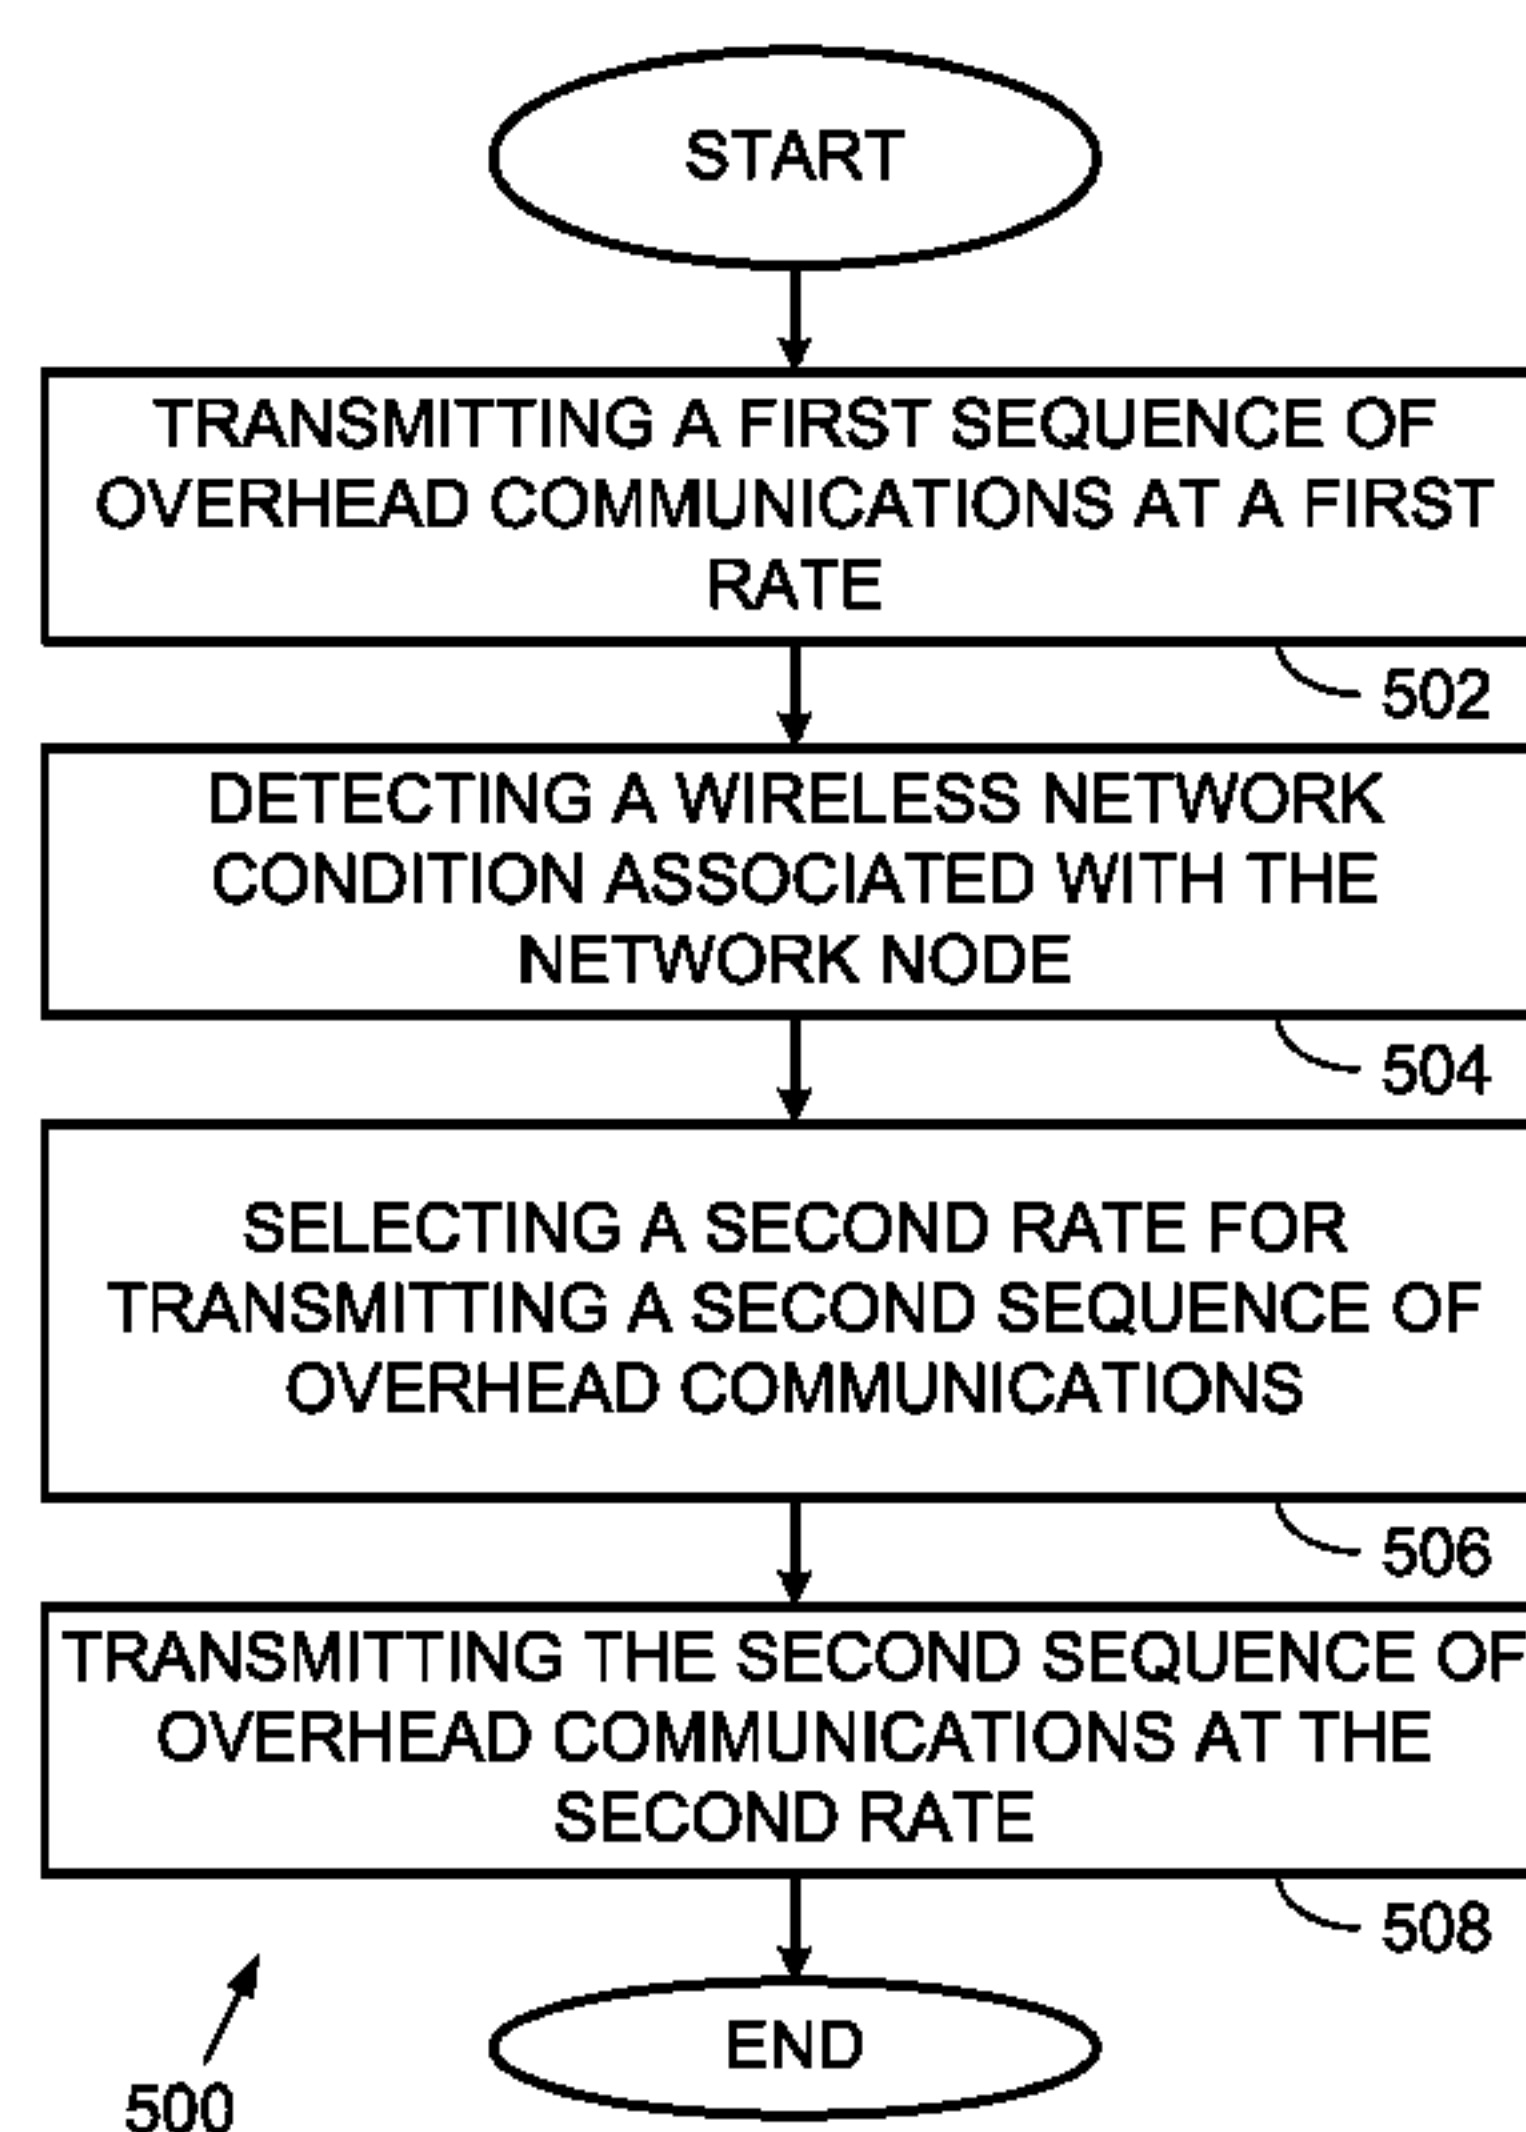 START
TRANSMITTING A FIRST SEQUENCE OF
OVERHEAD COMMUNICATIONS AT A FIRST
RATE
502
DETECTING A WIRELESS NETWORK
CONDITION ASSOCIATED WITH THE
NETWORK NODE
504
SELECTING A SECOND RATE FOR
TRANSMITTING A SECOND SEQUENCE OF
OVERHEAD COMMUNICATIONS
506
TRANSMITTING THE SECOND SEQUENCE OF
OVERHEAD COMMUNICATIONS AT THE
SECOND RATE
508
END
500